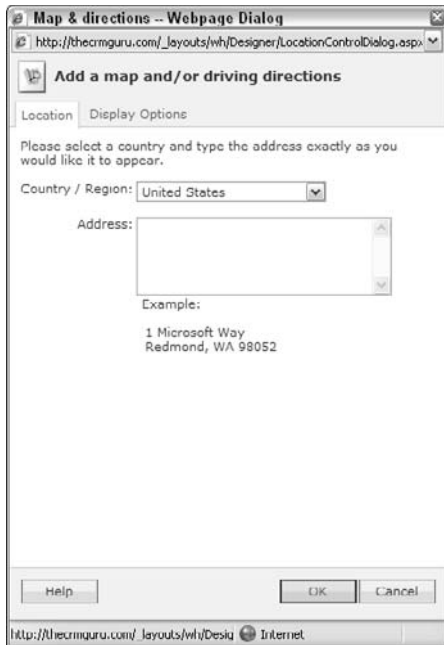 Map & directions -- Webpage Dialog
http://thecrmguru.com/_layouts/wh/Designer/LocationControlDialog.aspx
Add a map and/or driving directions
Location Display Options
Please select a country and type the address exactly as you
would like it to appear.
Country / Region: United States
Address:
Example:
1 Microsoft Way
Redmond, WA 98052
Help OK Cancel
http://thecrmguru.com/_layouts/wh/Desig Internet